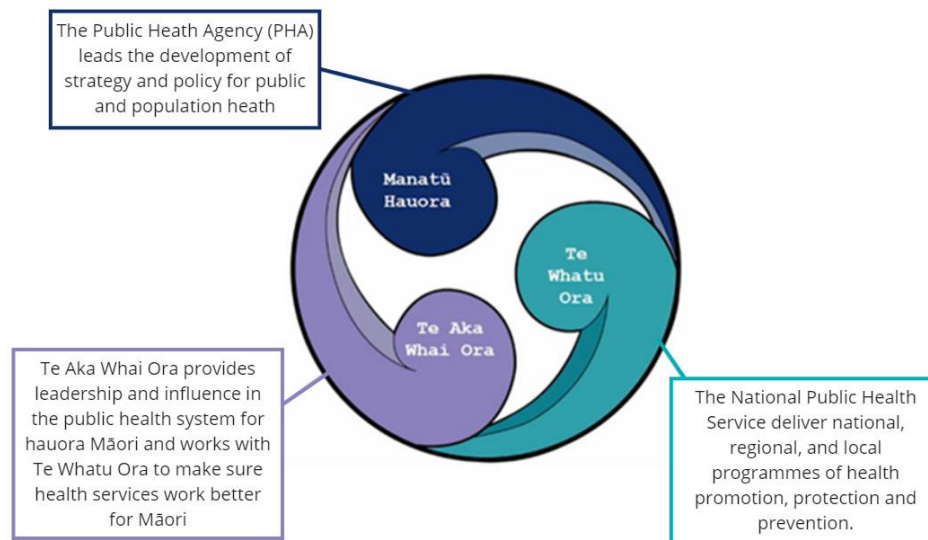 The Public Heath Agency (PHA)
leads the development of
strategy and policy for public
and population heath
Manatū
Hauora
Te
Whatu
Ora
Te Aka
Whai Ora
Te Aka Whai Ora provides
leadership and influence in
the public health system for
hauora Māori and works with
Te Whatu Ora to make sure
health services work better
for Māori
The National Public Health
Service deliver national,
regional, and local
programmes of health
promotion, protection and
prevention.